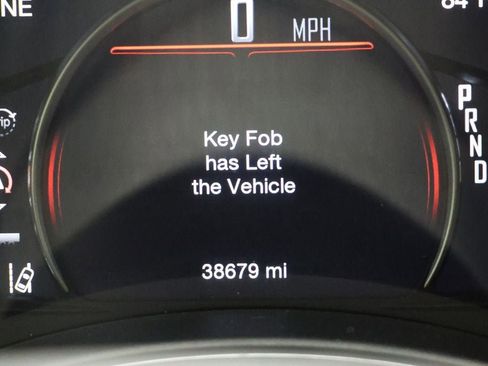 0 MPH
P
R
N
D
Key Fob
has Left
the Vehicle
38679 mi